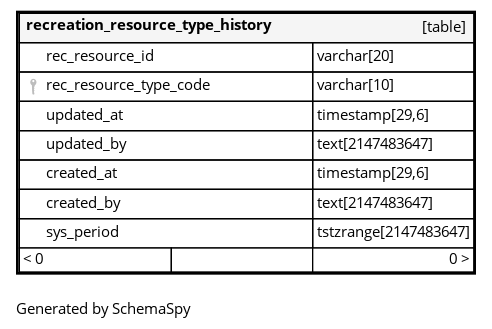 recreation_resource_type_history [table]
rec_resource_id varchar[20]
rec_resource_type_code varchar[10]
updated_at timestamp[29,6]
updated_by text[2147483647]
created_at timestamp[29,6]
created_by text[2147483647]
sys_period tstzrange[2147483647]
< 0 0 >
Generated by SchemaSpy